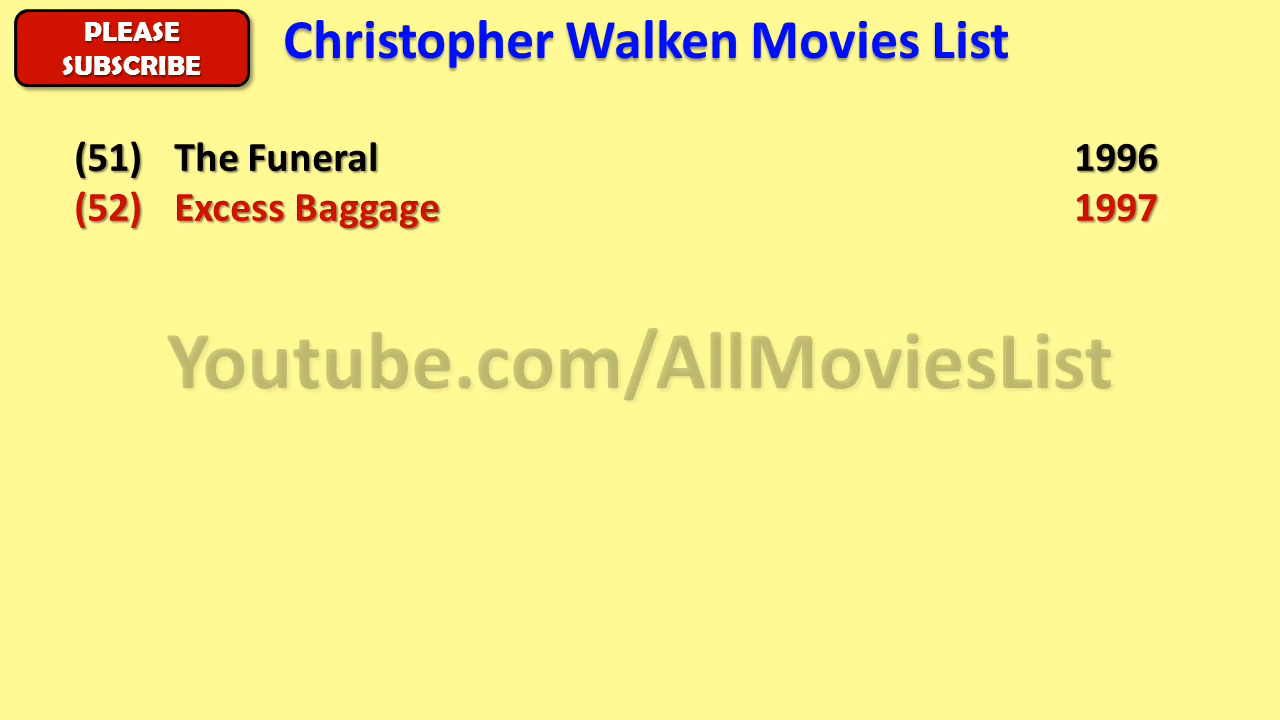 PLEASE
SUBSCRIBE
Christopher Walken Movies List
(51) The Funeral 1996
(52) Excess Baggage 1997
Youtube.com/AllMoviesList